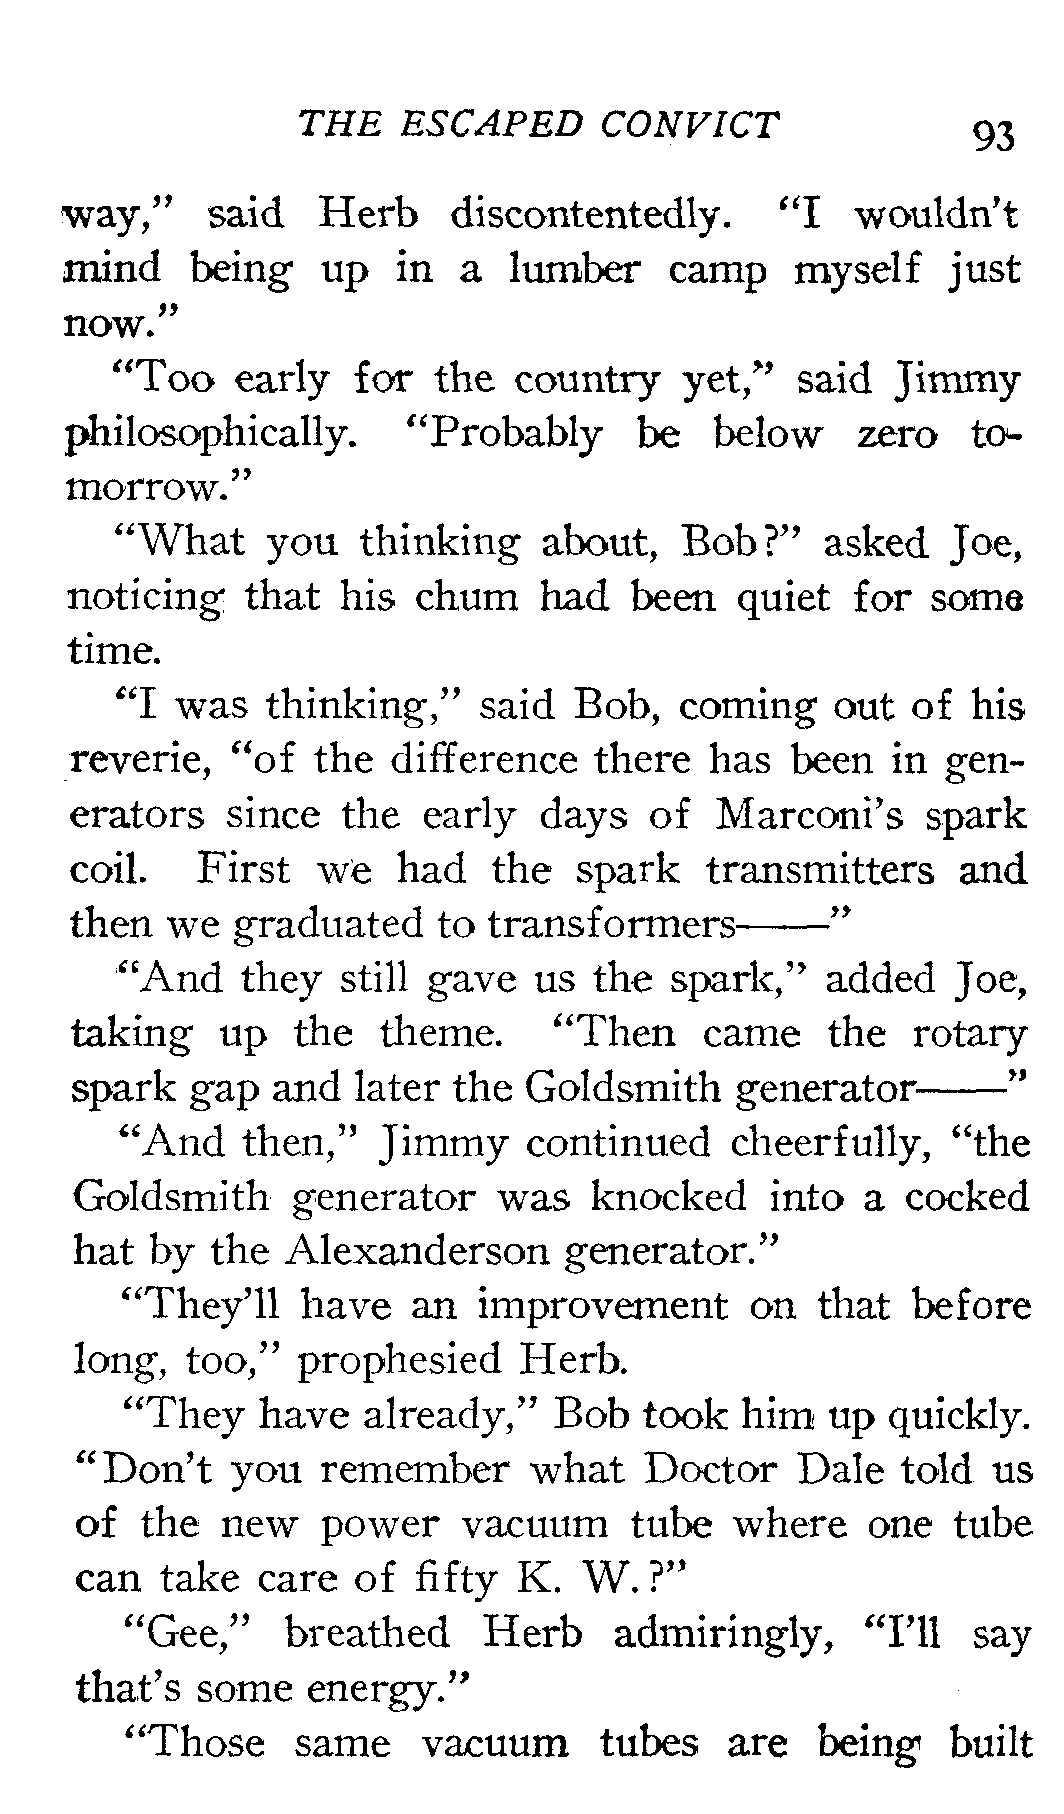 THE ESCAPED CONVICT 93
way,” said Herb discontentedly. “I wouldn’t
mind being up in a lumber camp myself just
now.”
“Too early for the country yet,” said Jimmy
philosophically. “Probably be below zero to-
morrow.”
“What you thinking about, Bob?” asked Joe,
noticing that his chum had been quiet for some
time.
“I was thinking,” said Bob, coming out of his
reverie, “of the difference there has been in gen-
erators since the early days of Marconi’s spark
coil. First we had the spark transmitters and
then we graduated to transformers——”
“And they still gave us the spark,” added Joe,
taking up the theme. “Then came the rotary
spark gap and later the Goldsmith generator——”
“And then,” Jimmy continued cheerfully, “the
Goldsmith generator was knocked into a cocked
hat by the Alexanderson generator.”
“They’ll have an improvement on that before
long, too,” prophesied Herb.
“They have already,” Bob took him up quickly.
“Don’t you remember what Doctor Dale told us
of the new power vacuum tube where one tube
can take care of fifty K. W.?”
“Gee,” breathed Herb admiringly, “I’ll say
that’s some energy.”
“Those same vacuum tubes are being built